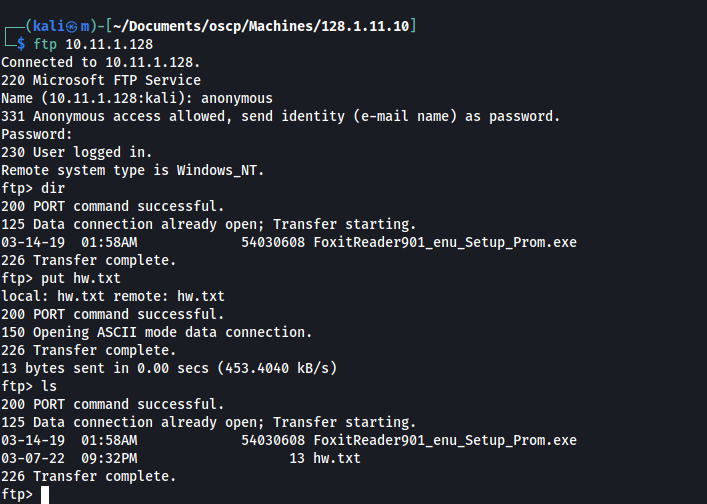 ┌──(kali㉿m)-[~/Documents/oscp/Machines/128.1.11.10]
└─$ ftp 10.11.1.128
Connected to 10.11.1.128.
220 Microsoft FTP Service
Name (10.11.1.128:kali): anonymous
331 Anonymous access allowed, send identity (e-mail name) as password.
Password:
230 User logged in.
Remote system type is Windows_NT.
ftp> dir
200 PORT command successful.
125 Data connection already open; Transfer starting.
03-14-19  01:58AM             54030608 FoxitReader901_enu_Setup_Prom.exe
226 Transfer complete.
ftp> put hw.txt
local: hw.txt remote: hw.txt
200 PORT command successful.
150 Opening ASCII mode data connection.
226 Transfer complete.
13 bytes sent in 0.00 secs (453.4040 kB/s)
ftp> ls
200 PORT command successful.
125 Data connection already open; Transfer starting.
03-14-19  01:58AM             54030608 FoxitReader901_enu_Setup_Prom.exe
03-07-22  09:32PM                   13 hw.txt
226 Transfer complete.
ftp>